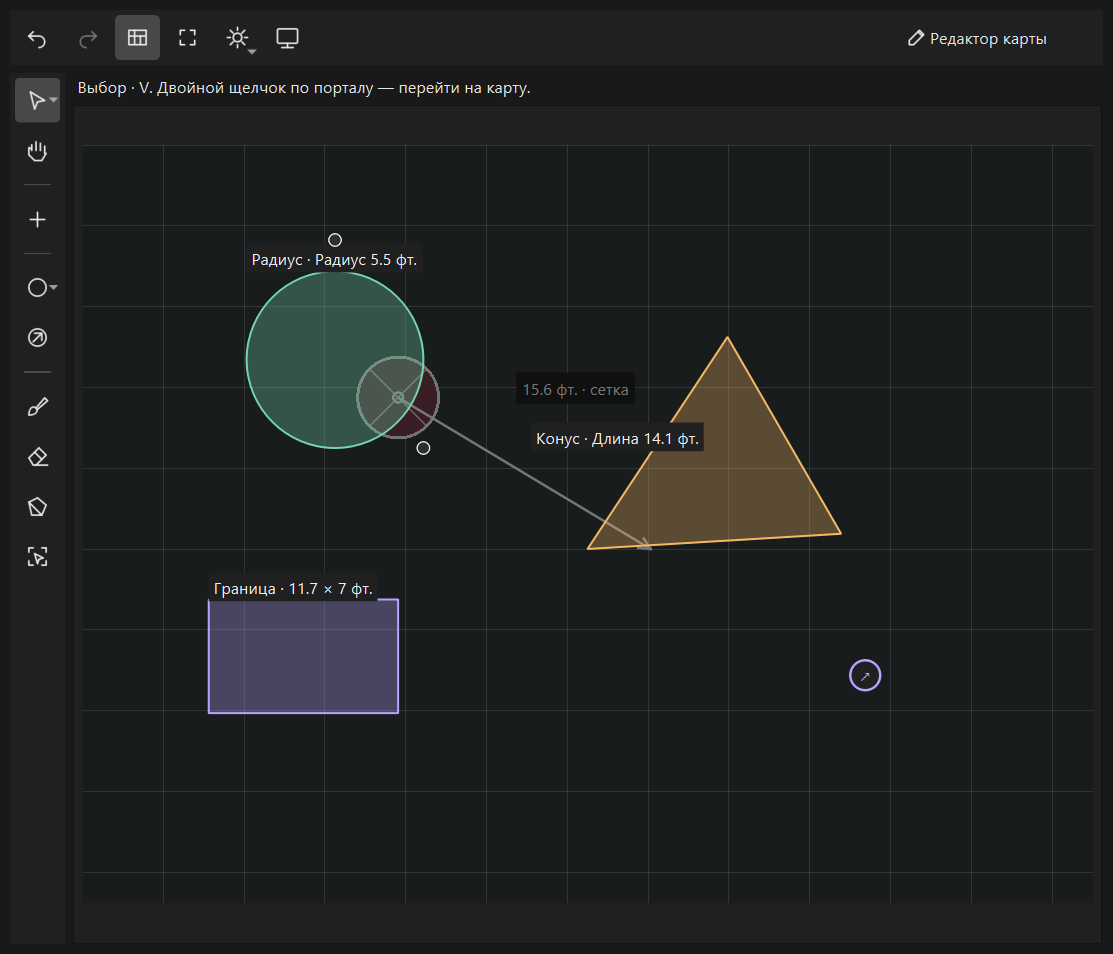 Редактор карты
Выбор · V. Двойной щелчок по порталу — перейти на карту.
Радиус · Радиус 5.5 фт.
15.6 фт. · сетка
Конус · Длина 14.1 фт.
Граница · 11.7 × 7 фт.